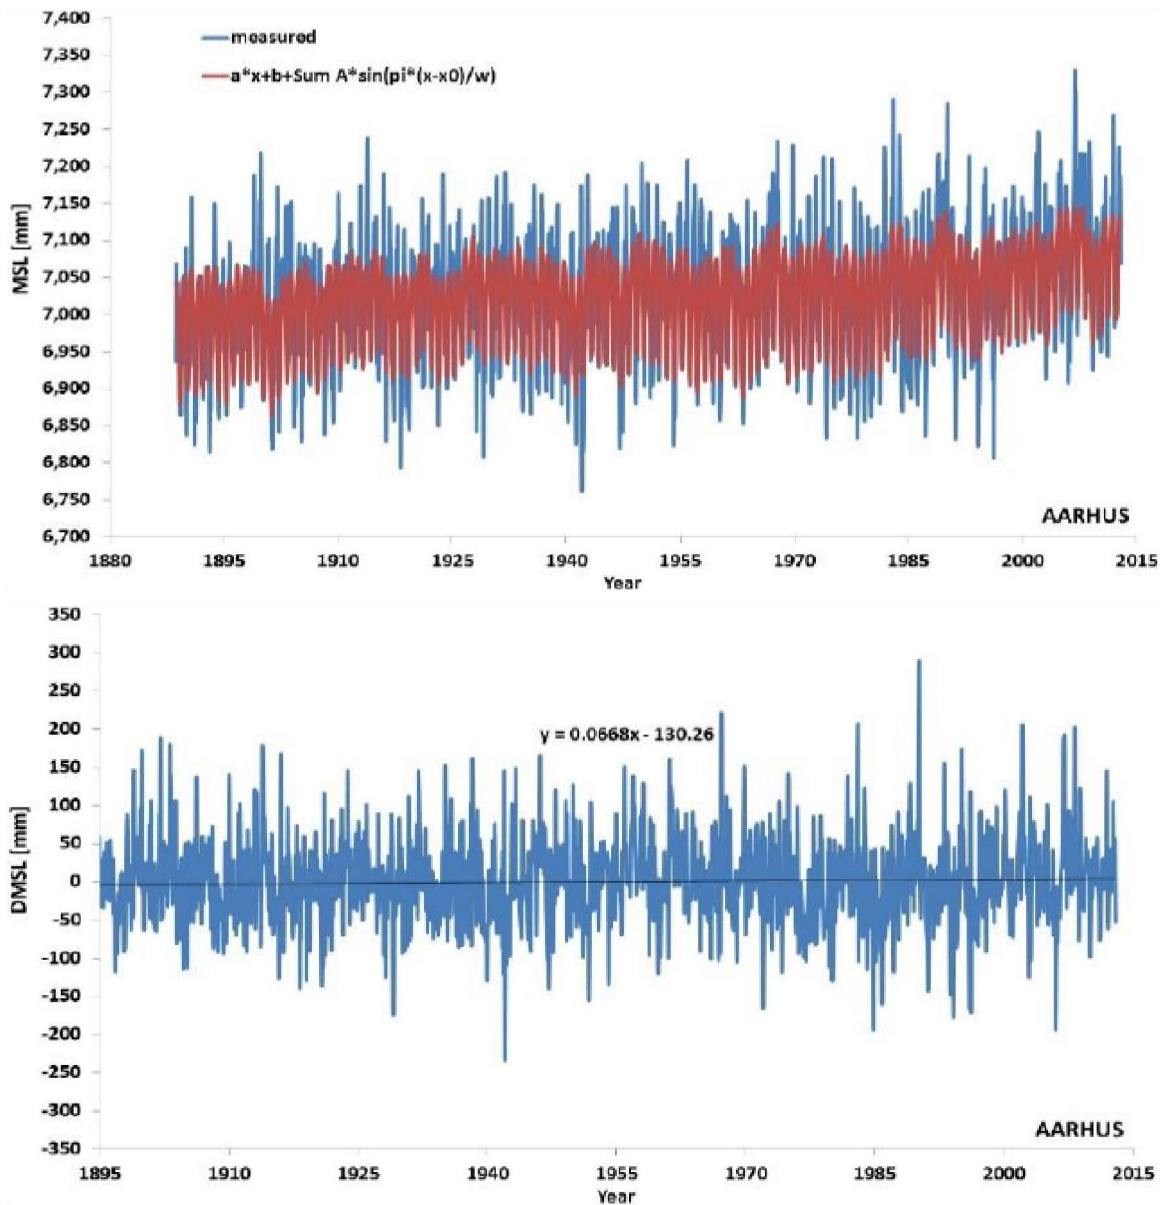 7,400
7,350
7,300
7,250
7,200
7,150
7,100
7,050
7,000
6,950
6,900
6,850
6,800
6,750
6,700
MSL [mm]
measured
a*x+b+Sum A*sin(pi*(x-x0)/w)
AARHUS
1880 1895 1910 1925 1940 1955 1970 1985 2000 2015
Year
350
300
250
200
150
100
50
0
-50
-100
-150
-200
-250
-300
-350
DMSL [mm]
y = 0.0668x - 130.26
AARHUS
1895 1910 1925 1940 1955 1970 1985 2000 2015
Year